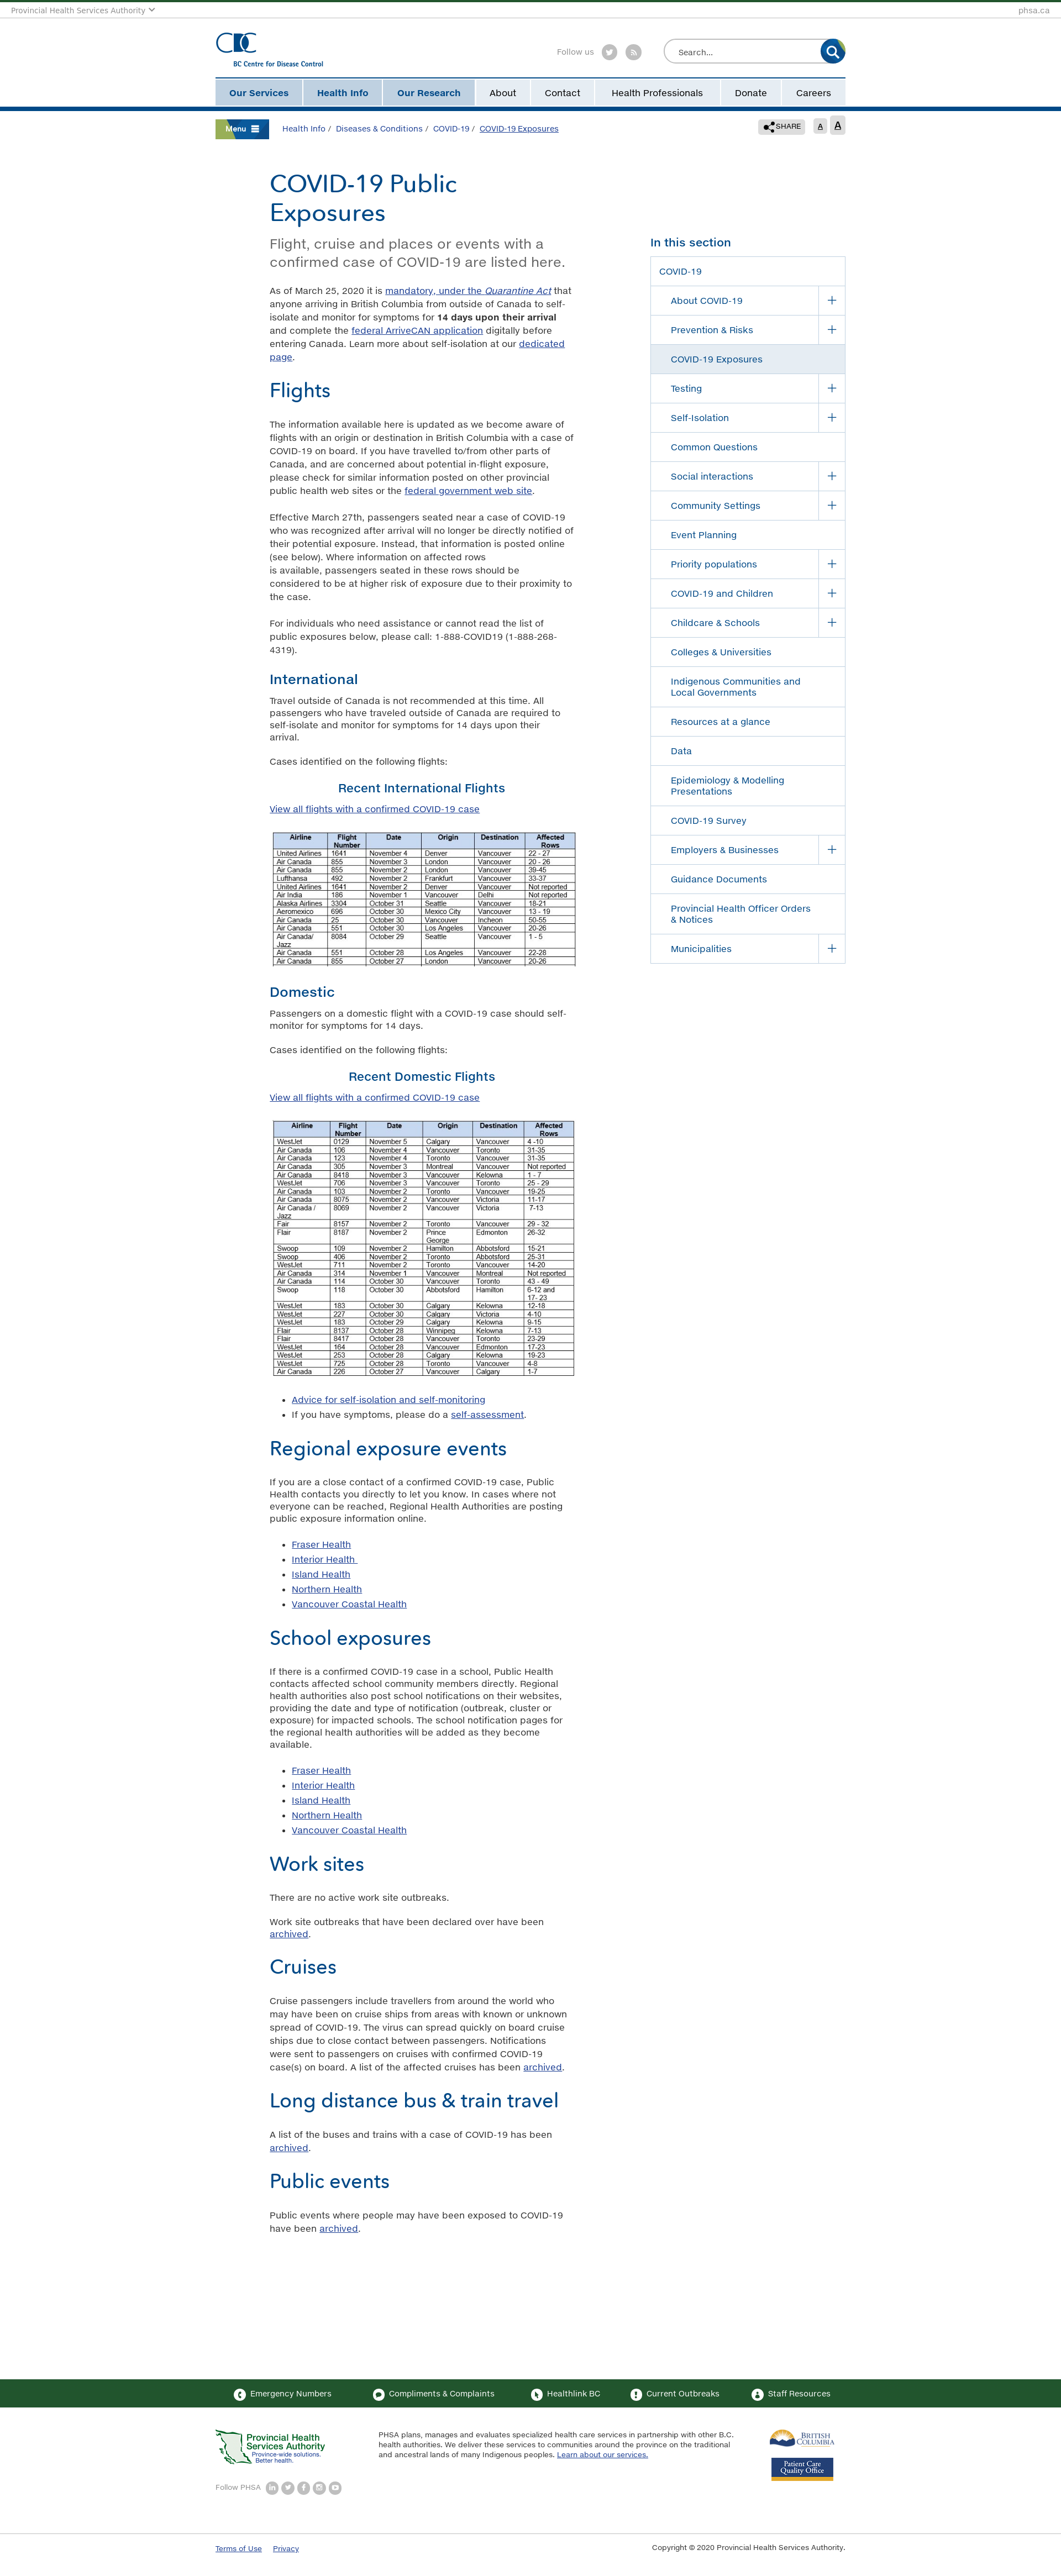 Provincial Health Services Authority
phsa.ca
CDC
BC Centre for Disease Control
Follow us
Search...
Our Services
Health Info
Our Research
About
Contact
Health Professionals
Donate
Careers
Menu
Health Info / Diseases & Conditions / COVID-19 / COVID-19 Exposures
SHARE
A
A
COVID-19 Public
Exposures
Flight, cruise and places or events with a
confirmed case of COVID-19 are listed here.
As of March 25, 2020 it is mandatory, under the Quarantine Act that
anyone arriving in British Columbia from outside of Canada to self-
isolate and monitor for symptoms for 14 days upon their arrival
and complete the federal ArriveCAN application digitally before
entering Canada. Learn more about self-isolation at our dedicated
page.
Flights
The information available here is updated as we become aware of
flights with an origin or destination in British Columbia with a case of
COVID-19 on board. If you have travelled to/from other parts of
Canada, and are concerned about potential in-flight exposure,
please check for similar information posted on other provincial
public health web sites or the federal government web site.
Effective March 27th, passengers seated near a case of COVID-19
who was recognized after arrival will no longer be directly notified of
their potential exposure. Instead, that information is posted online
(see below). Where information on affected rows
is available, passengers seated in these rows should be
considered to be at higher risk of exposure due to their proximity to
the case.
For individuals who need assistance or cannot read the list of
public exposures below, please call: 1-888-COVID19 (1-888-268-
4319).
International
Travel outside of Canada is not recommended at this time. All
passengers who have traveled outside of Canada are required to
self-isolate and monitor for symptoms for 14 days upon their
arrival.
Cases identified on the following flights:
Recent International Flights
View all flights with a confirmed COVID-19 case
Airline Flight Number Date Origin Destination Affected Rows
United Airlines 1641 November 4 Denver Vancouver 22 - 27
Air Canada 855 November 3 London Vancouver 20 - 26
Air Canada 855 November 2 London Vancouver 39-45
Lufthansa 492 November 2 Frankfurt Vancouver 33-37
United Airlines 1641 November 2 Denver Vancouver Not reported
Air India 186 November 1 Vancouver Delhi Not reported
Alaska Airlines 3304 October 31 Seattle Vancouver 18-21
Aeromexico 696 October 30 Mexico City Vancouver 13 - 19
Air Canada 25 October 30 Vancouver Incheon 50-55
Air Canada 551 October 30 Los Angeles Vancouver 20-26
Air Canada/ Jazz 8084 October 29 Seattle Vancouver 1 - 5
Air Canada 551 October 28 Los Angeles Vancouver 22-28
Air Canada 855 October 27 London Vancouver 20-26
Domestic
Passengers on a domestic flight with a COVID-19 case should self-
monitor for symptoms for 14 days.
Cases identified on the following flights:
Recent Domestic Flights
View all flights with a confirmed COVID-19 case
Airline Flight Number Date Origin Destination Affected Rows
WestJet 0129 November 5 Calgary Vancouver 4 -10
Air Canada 106 November 4 Vancouver Toronto 31-35
Air Canada 123 November 4 Toronto Vancouver 31-35
Air Canada 305 November 3 Montreal Vancouver Not reported
Air Canada 8418 November 3 Vancouver Kelowna 1 - 7
WestJet 706 November 3 Vancouver Toronto 25 - 29
Air Canada 103 November 2 Toronto Vancouver 19-25
Air Canada 8075 November 2 Vancouver Victoria 11-17
Air Canada / Jazz 8069 November 2 Vancouver Victoria 7-13
Fair 8157 November 2 Toronto Vancouver 29 - 32
Flair 8187 November 2 Prince George Edmonton 26-32
Swoop 109 November 2 Hamilton Abbotsford 15-21
Swoop 406 November 2 Toronto Abbotsford 25-31
WestJet 711 November 2 Toronto Vancouver 14-20
Air Canada 314 November 1 Vancouver Montreal Not reported
Air Canada 114 October 30 Vancouver Toronto 43 - 49
Swoop 118 October 30 Abbotsford Hamilton 6-12 and 17- 23
WestJet 183 October 30 Calgary Kelowna 12-18
WestJet 227 October 30 Calgary Victoria 4-10
WestJet 183 October 29 Calgary Kelowna 9-15
Flair 8137 October 28 Winnipeg Kelowna 7-13
Flair 8417 October 28 Vancouver Toronto 23-29
WestJet 164 October 28 Vancouver Edmonton 17-23
WestJet 253 October 28 Calgary Kelowna 19-23
WestJet 725 October 28 Toronto Vancouver 4-8
Air Canada 226 October 27 Vancouver Calgary 1-7
Advice for self-isolation and self-monitoring
If you have symptoms, please do a self-assessment.
Regional exposure events
If you are a close contact of a confirmed COVID-19 case, Public
Health contacts you directly to let you know. In cases where not
everyone can be reached, Regional Health Authorities are posting
public exposure information online.
Fraser Health
Interior Health
Island Health
Northern Health
Vancouver Coastal Health
School exposures
If there is a confirmed COVID-19 case in a school, Public Health
contacts affected school community members directly. Regional
health authorities also post school notifications on their websites,
providing the date and type of notification (outbreak, cluster or
exposure) for impacted schools. The school notification pages for
the regional health authorities will be added as they become
available.
Fraser Health
Interior Health
Island Health
Northern Health
Vancouver Coastal Health
Work sites
There are no active work site outbreaks.
Work site outbreaks that have been declared over have been
archived.
Cruises
Cruise passengers include travellers from around the world who
may have been on cruise ships from areas with known or unknown
spread of COVID-19. The virus can spread quickly on board cruise
ships due to close contact between passengers. Notifications
were sent to passengers on cruises with confirmed COVID-19
case(s) on board. A list of the affected cruises has been archived.
Long distance bus & train travel
A list of the buses and trains with a case of COVID-19 has been
archived.
Public events
Public events where people may have been exposed to COVID-19
have been archived.
In this section
COVID-19
About COVID-19
Prevention & Risks
COVID-19 Exposures
Testing
Self-Isolation
Common Questions
Social interactions
Community Settings
Event Planning
Priority populations
COVID-19 and Children
Childcare & Schools
Colleges & Universities
Indigenous Communities and
Local Governments
Resources at a glance
Data
Epidemiology & Modelling
Presentations
COVID-19 Survey
Employers & Businesses
Guidance Documents
Provincial Health Officer Orders
& Notices
Municipalities
Emergency Numbers
Compliments & Complaints
Healthlink BC
Current Outbreaks
Staff Resources
Provincial Health
Services Authority
Province-wide solutions.
Better health.
PHSA plans, manages and evaluates specialized health care services in partnership with other B.C.
health authorities. We deliver these services to communities around the province on the traditional
and ancestral lands of many Indigenous peoples. Learn about our services.
BRITISH
COLUMBIA
Patient Care
Quality Office
Follow PHSA
Terms of Use
Privacy
Copyright © 2020 Provincial Health Services Authority.